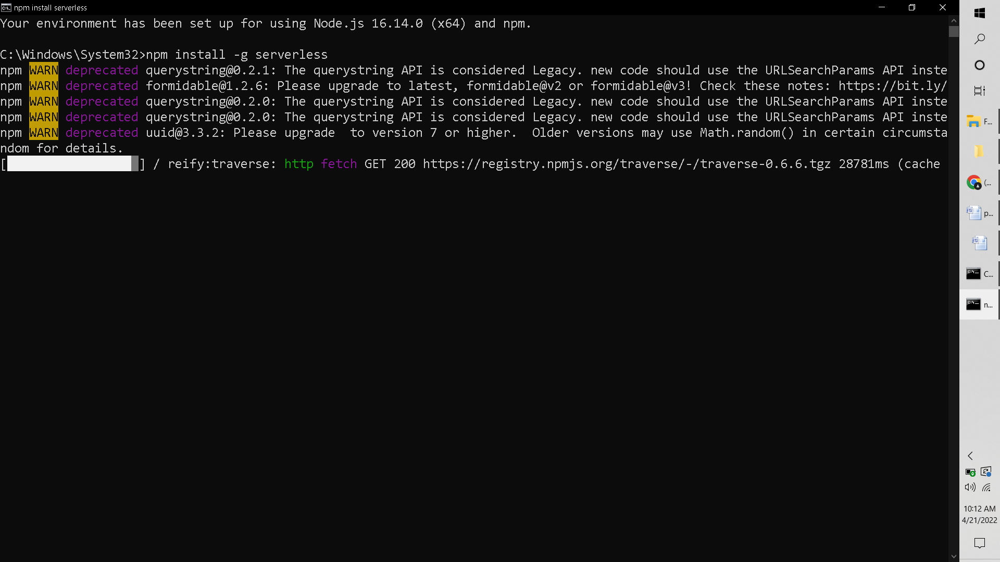 npm install serverless
Your environment has been set up for using Node.js 16.14.0 (x64) and npm.
C:\Windows\System32>npm install -g serverless
npm WARN deprecated querystring@0.2.1: The querystring API is considered Legacy. new code should use the URLSearchParams API inste
npm WARN deprecated formidable@1.2.6: Please upgrade to latest, formidable@v2 or formidable@v3! Check these notes: https://bit.ly/
npm WARN deprecated querystring@0.2.0: The querystring API is considered Legacy. new code should use the URLSearchParams API inste
npm WARN deprecated querystring@0.2.0: The querystring API is considered Legacy. new code should use the URLSearchParams API inste
npm WARN deprecated uuid@3.3.2: Please upgrade  to version 7 or higher.  Older versions may use Math.random() in certain circumsta
ndom for details.
[                  ] / reify:traverse: http fetch GET 200 https://registry.npmjs.org/traverse/-/traverse-0.6.6.tgz 28781ms (cache
F...
(...
p...
C...
n...
10:12 AM
4/21/2022